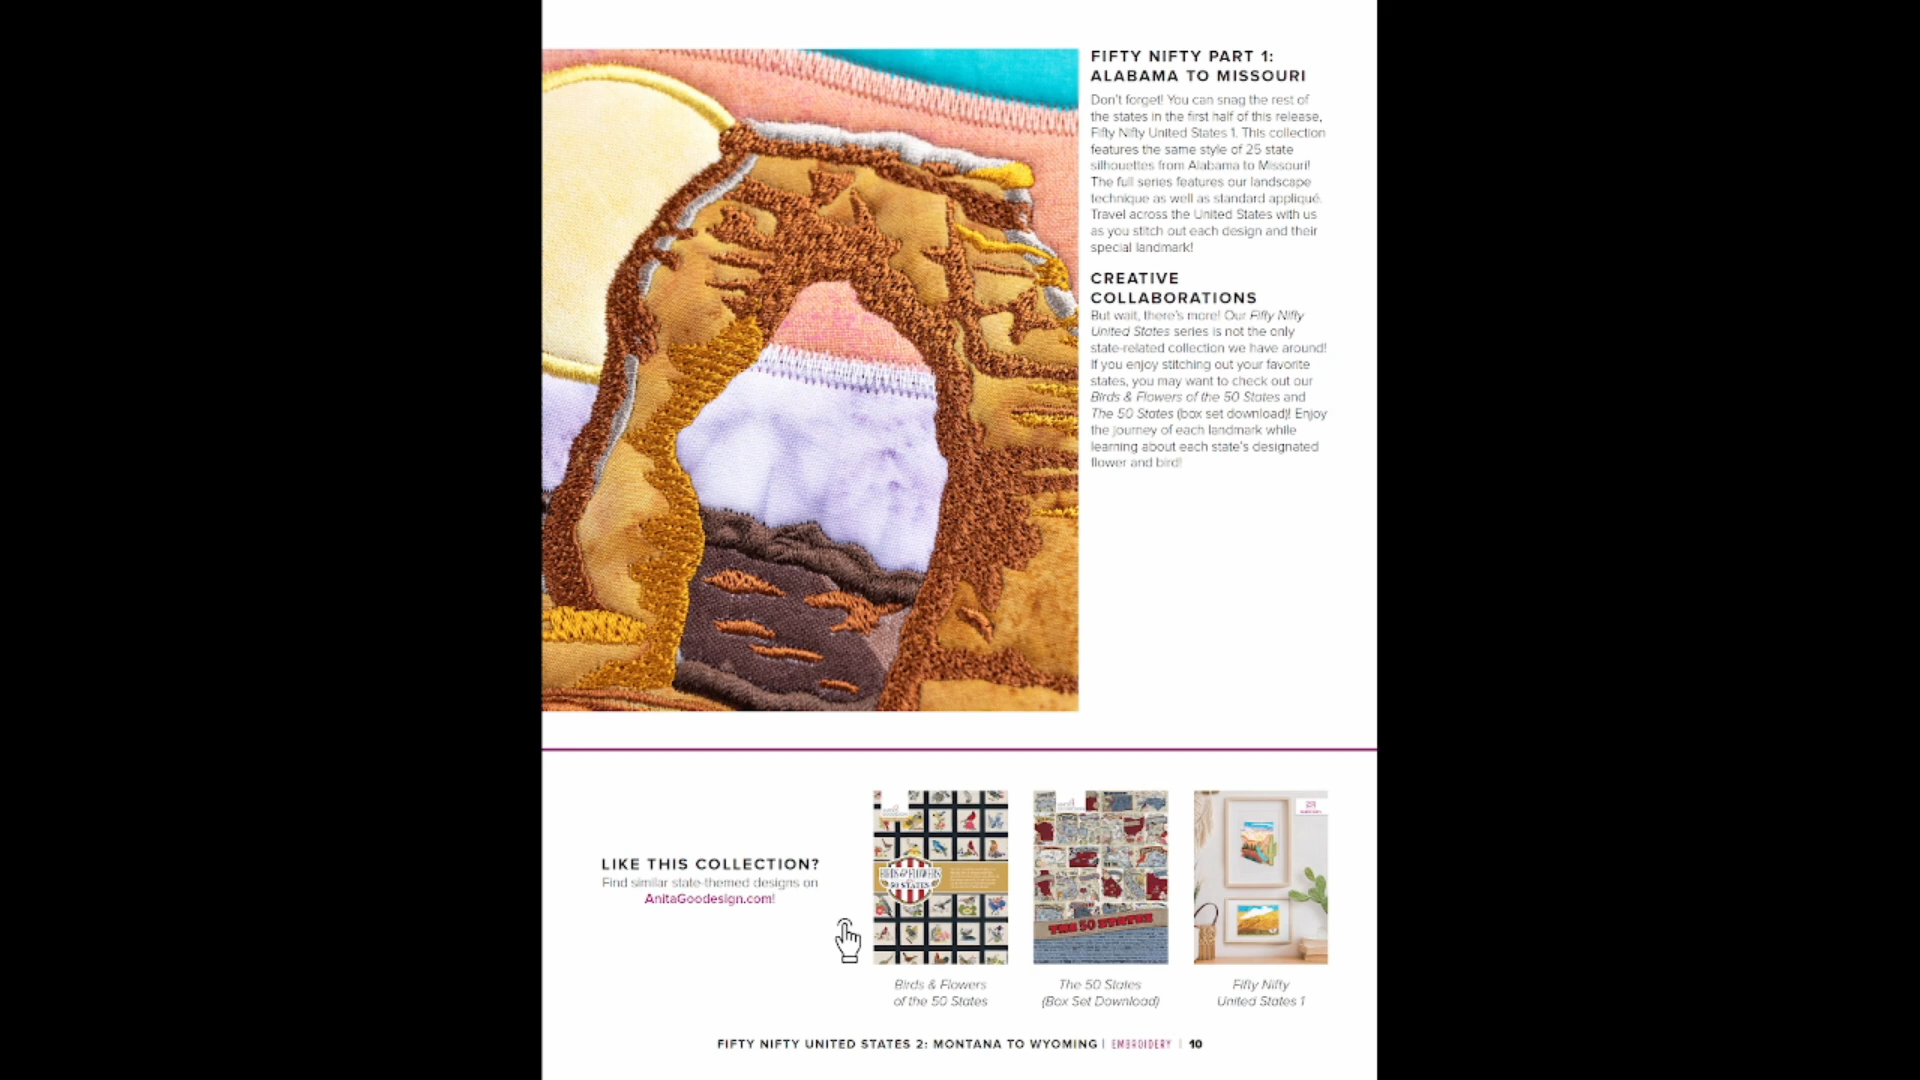 FIFTY NIFTY PART 1:
ALABAMA TO MISSOURI
Don't forget! You can snag the rest of
the states in the first half of this release,
Fifty Nifty United States 1. This collection
features the same style of 25 state
silhouettes from Alabama to Missouri!
The full series features our landscape
technique as well as standard appliqué.
Travel across the United States with us
as you stitch out each design and their
special landmark!
CREATIVE
COLLABORATIONS
But wait, there's more! Our Fifty Nifty
United States series is not the only
state-related collection we have around!
If you enjoy stitching out your favorite
states, you may want to check out our
Birds & Flowers of the 50 States and
The 50 States (box set download)! Enjoy
the journey of each landmark while
learning about each state's designated
flower and bird!
LIKE THIS COLLECTION?
Find similar state-themed designs on
AnitaGoodesign.com!
BIRDS & FLOWERS
50 STATES
THE 50 STATES
Birds & Flowers
of the 50 States
The 50 States
(Box Set Download)
Fifty Nifty
United States 1
FIFTY NIFTY UNITED STATES 2: MONTANA TO WYOMING | EMBROIDERY | 10